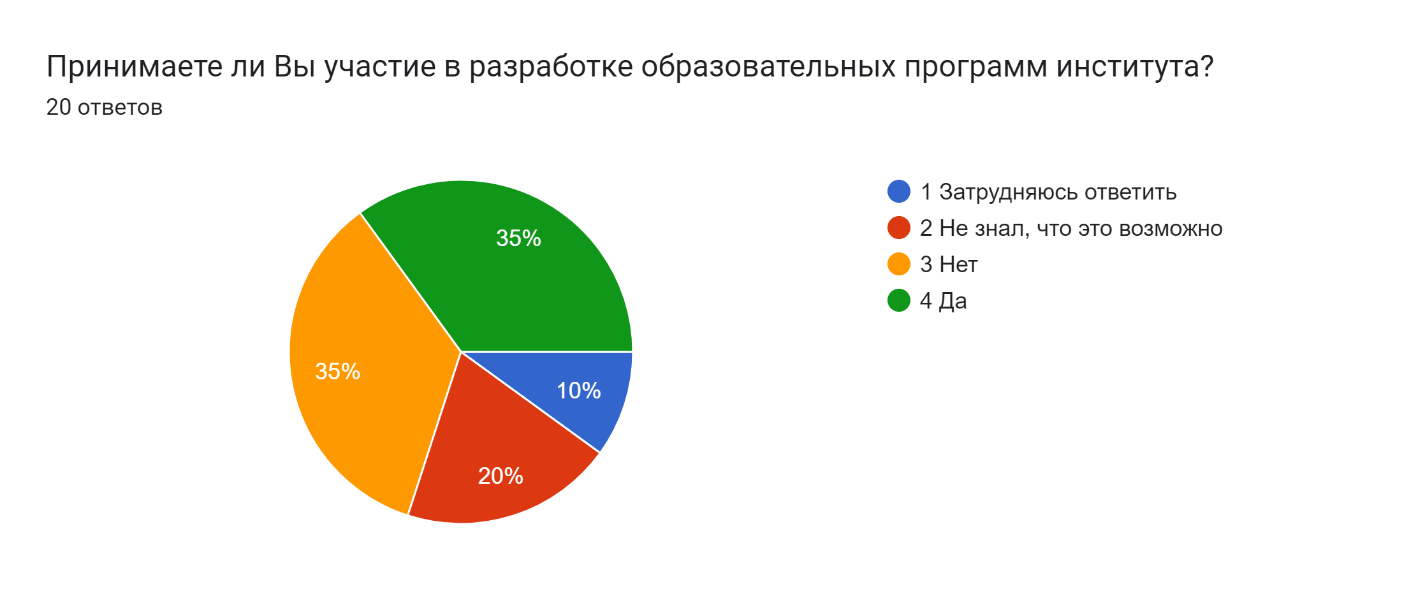 Принимаете ли Вы участие в разработке образовательных программ института?
20 ответов
1 Затрудняюсь ответить
2 Не знал, что это возможно
3 Нет
4 Да
35%
35%
10%
20%